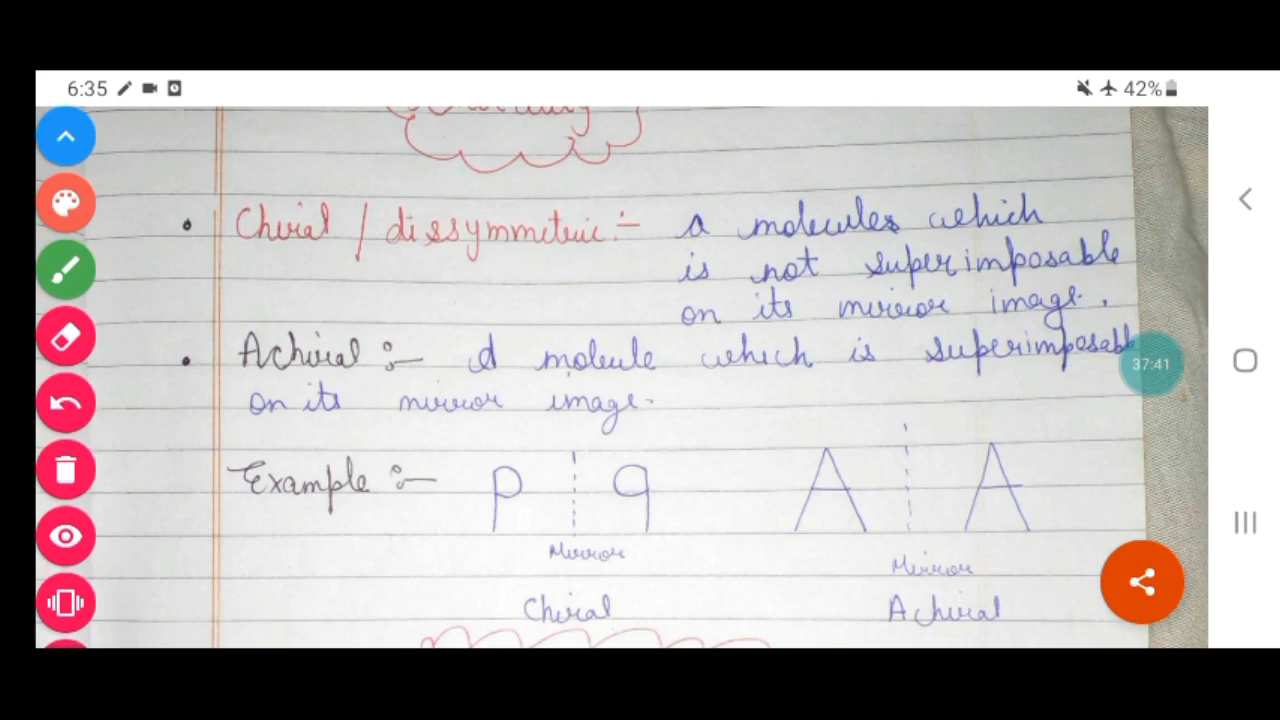 6:35
42%
Chiral / dissymmetric :- a molecules which
is not superimposable
on its mirror image.
Achiral :- A molecule which is superimposable
37:41
on its mirror image.
Example :- P q A A
Mirror Mirror
Chiral Achiral